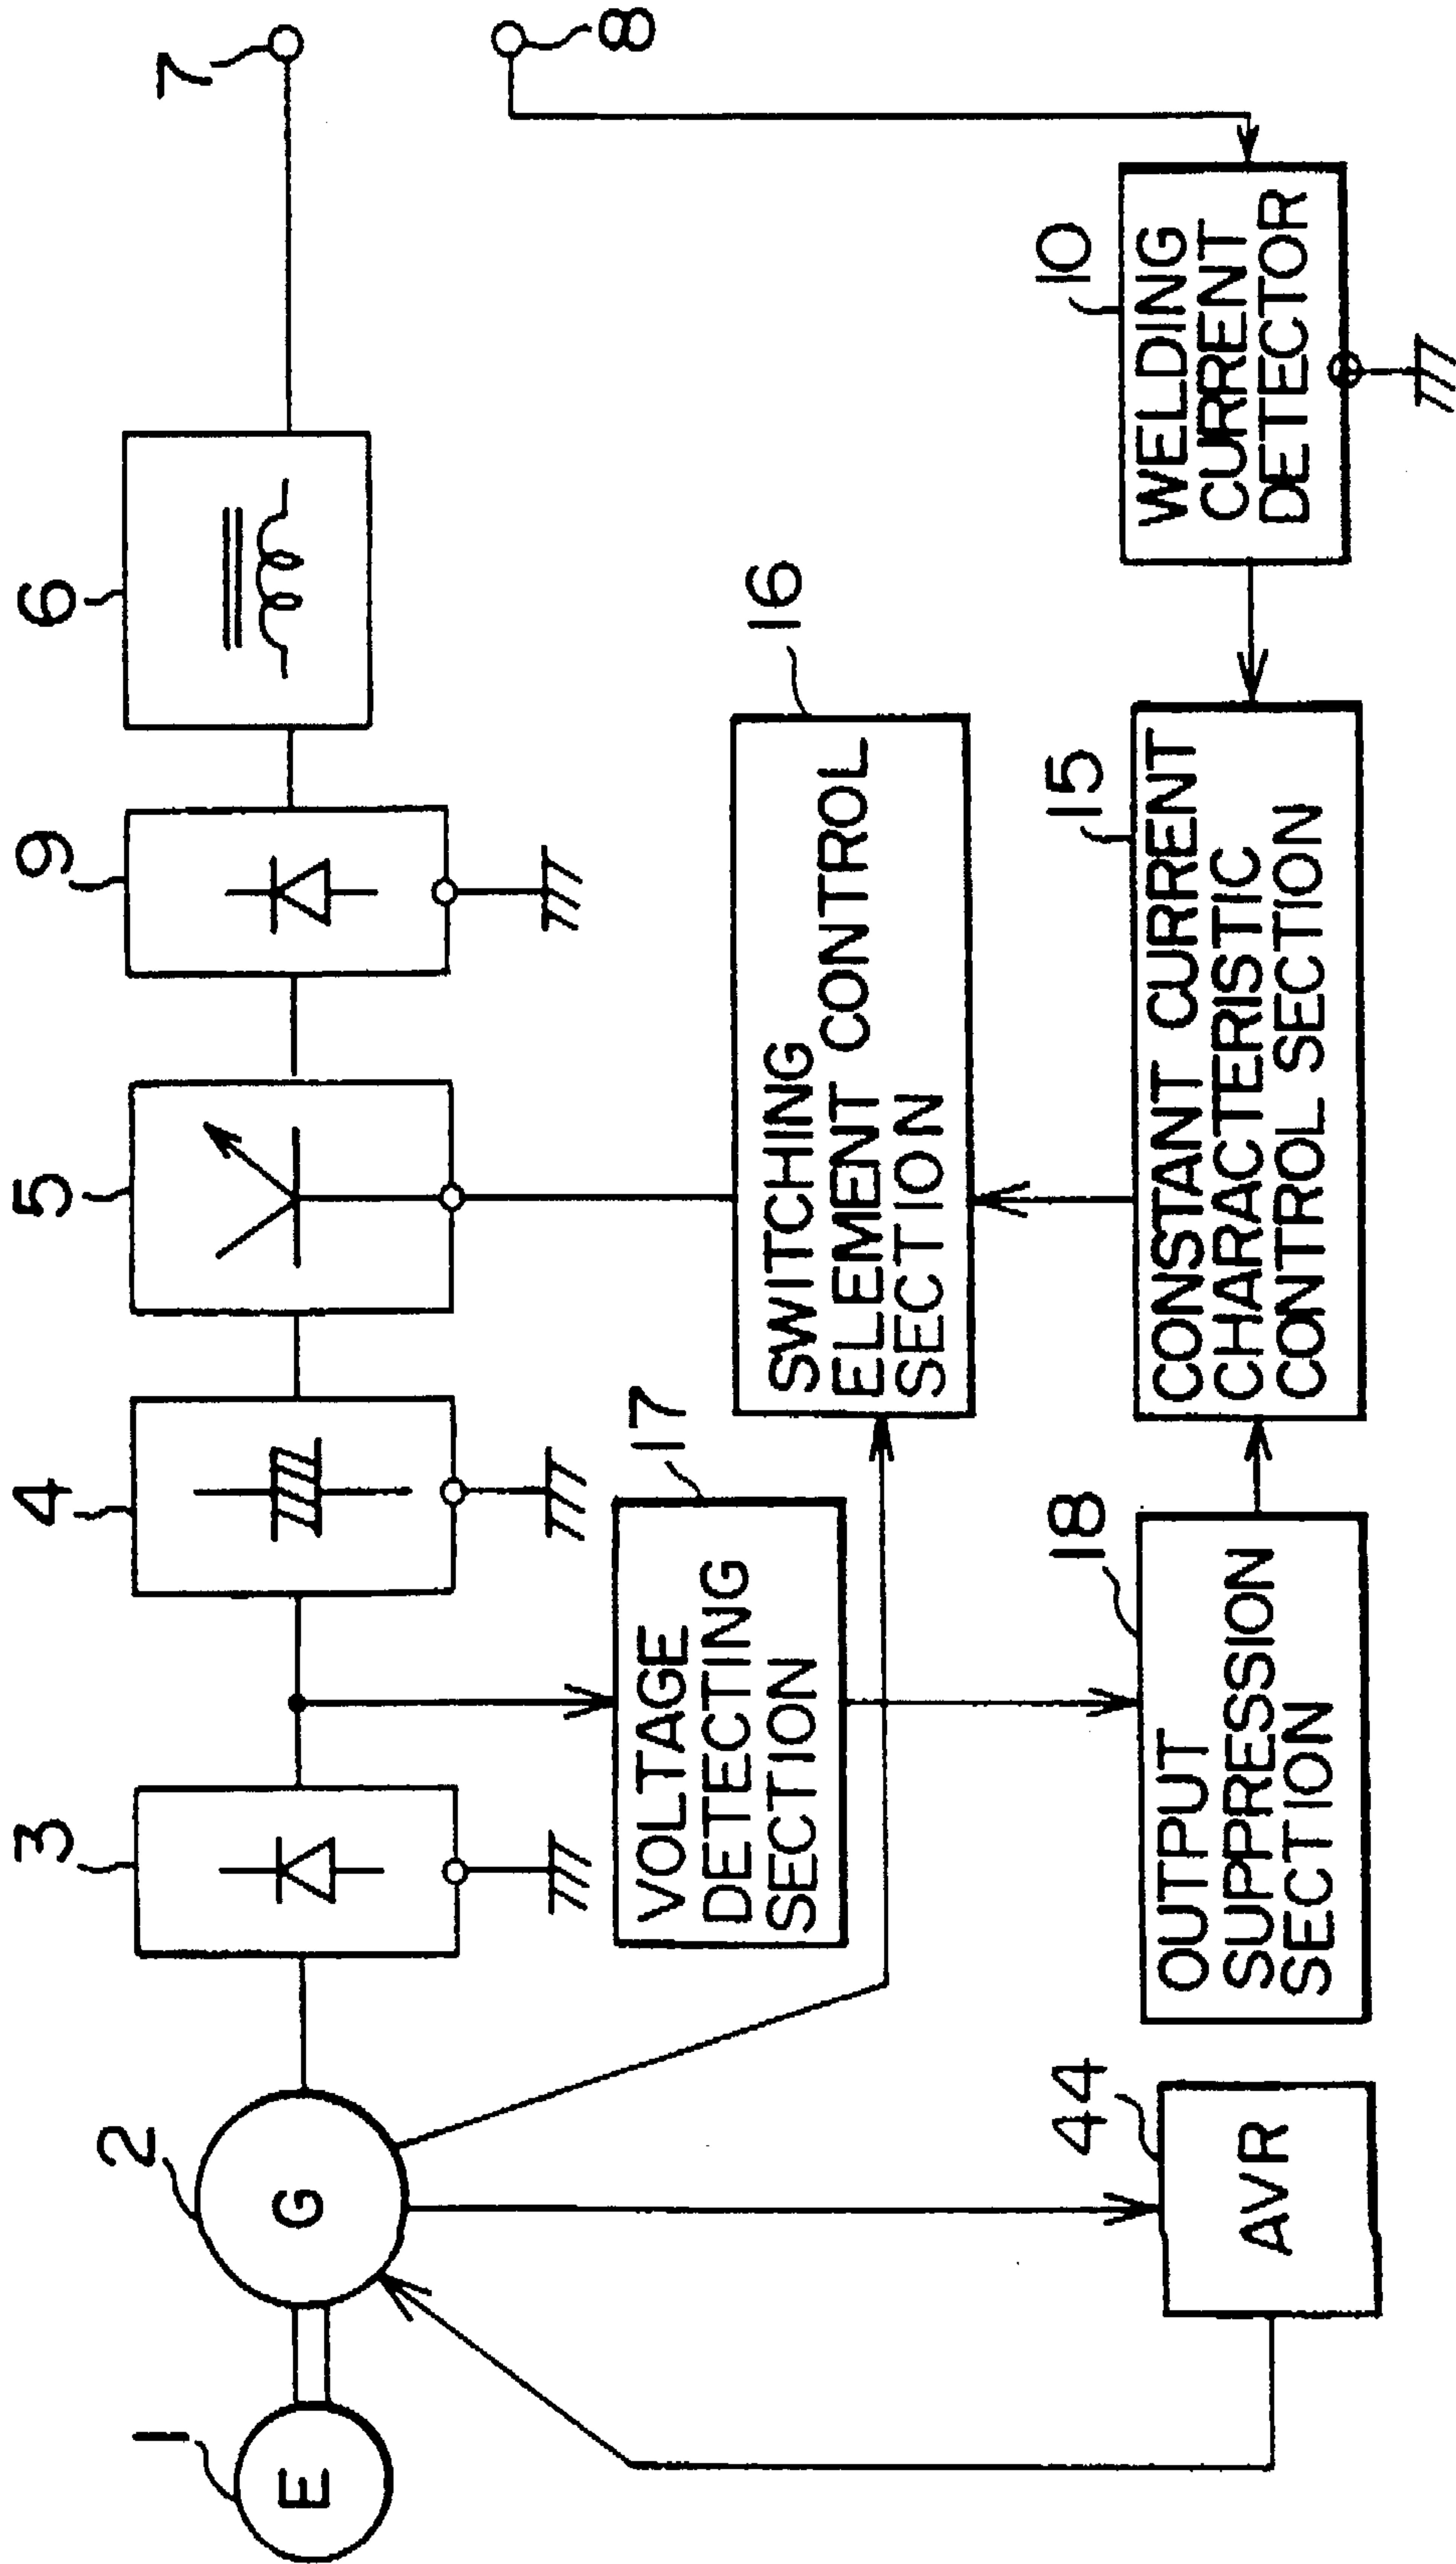 1
E
2
G
3
4
5
9
6
7
8
VOLTAGE
DETECTING
SECTION
17
SWITCHING
ELEMENT CONTROL
SECTION
16
44
AVR
18
OUTPUT
SUPPRESSION
SECTION
15
CONSTANT CURRENT
CHARACTERISTIC
CONTROL SECTION
10
WELDING
CURRENT
DETECTOR